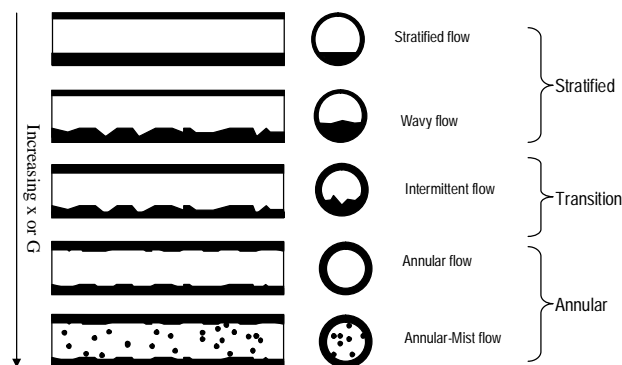 Increasing x or G
Stratified flow
Wavy flow
Stratified
Intermittent flow
Transition
Annular flow
Annular-Mist flow
Annular